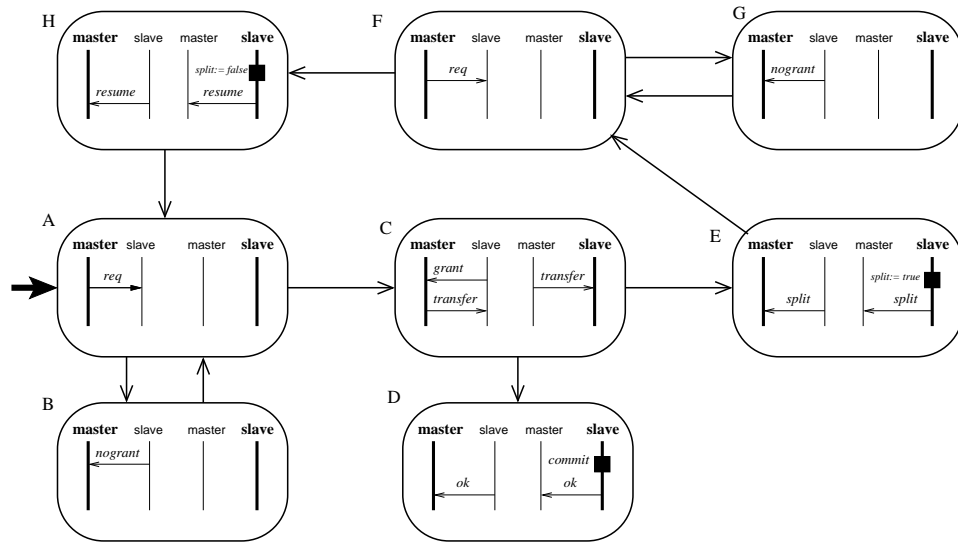 H
master slave master slave
split:= false
resume resume
F
master slave master slave
req
G
master slave master slave
nogrant
A
master slave master slave
req
C
master slave master slave
grant
transfer
transfer
E
master slave master slave
split:= true
split split
B
master slave master slave
nogrant
D
master slave master slave
commit
ok ok